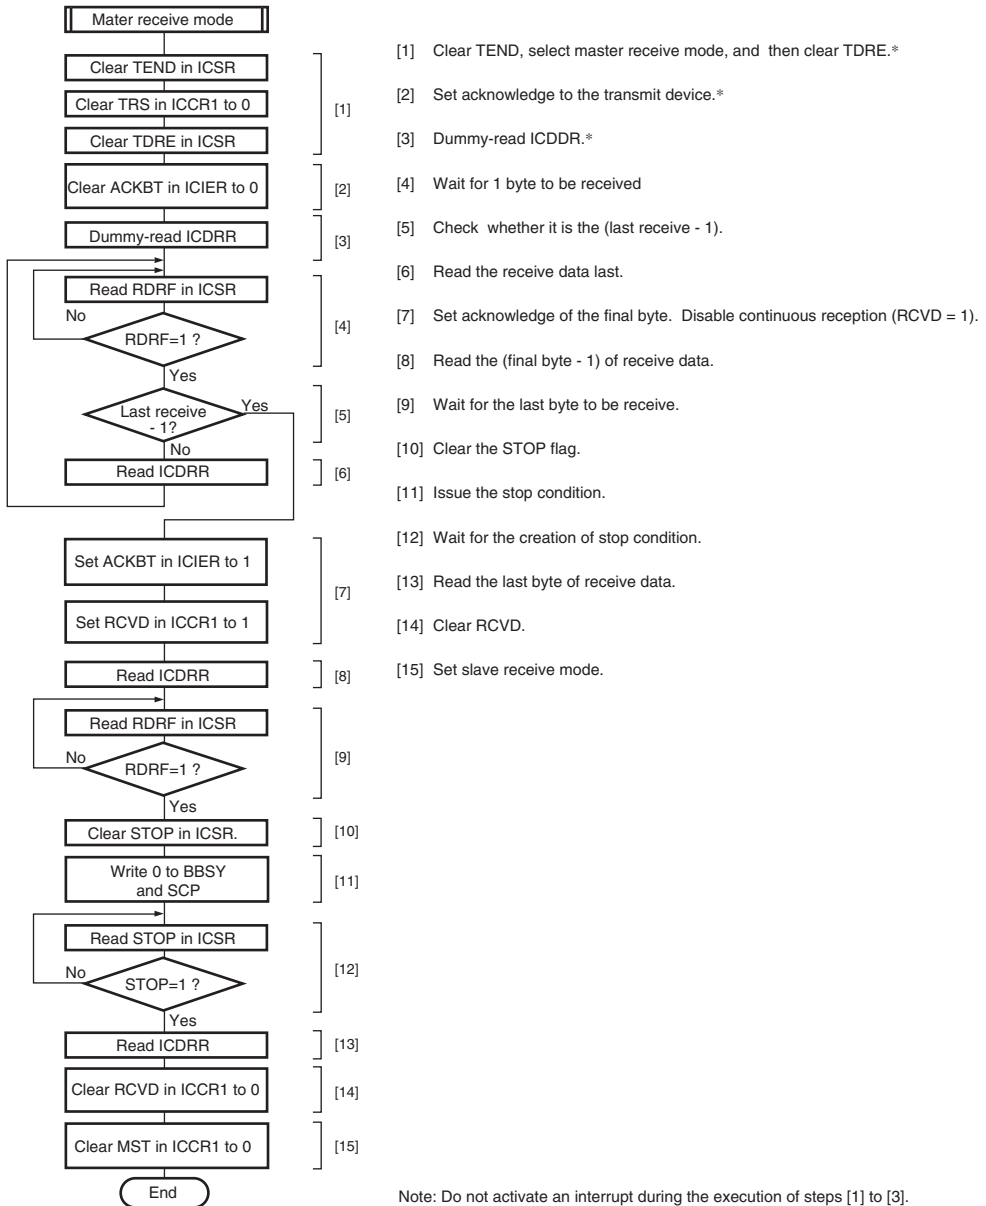 Mater receive mode
Clear TEND in ICSR
Clear TRS in ICCR1 to 0
Clear TDRE in ICSR
[1]
Clear ACKBT in ICIER to 0
[2]
Dummy-read ICDRR
[3]
Read RDRF in ICSR
No
RDRF=1 ?
[4]
Yes
Last receive
- 1?
Yes
[5]
No
Read ICDRR
[6]
Set ACKBT in ICIER to 1
Set RCVD in ICCR1 to 1
[7]
Read ICDRR
[8]
Read RDRF in ICSR
No
RDRF=1 ?
[9]
Yes
Clear STOP in ICSR.
[10]
Write 0 to BBSY
and SCP
[11]
Read STOP in ICSR
No
STOP=1 ?
[12]
Yes
Read ICDRR
[13]
Clear RCVD in ICCR1 to 0
[14]
Clear MST in ICCR1 to 0
[15]
End
[1] Clear TEND, select master receive mode, and then clear TDRE.*
[2] Set acknowledge to the transmit device.*
[3] Dummy-read ICDDR.*
[4] Wait for 1 byte to be received
[5] Check whether it is the (last receive - 1).
[6] Read the receive data last.
[7] Set acknowledge of the final byte. Disable continuous reception (RCVD = 1).
[8] Read the (final byte - 1) of receive data.
[9] Wait for the last byte to be receive.
[10] Clear the STOP flag.
[11] Issue the stop condition.
[12] Wait for the creation of stop condition.
[13] Read the last byte of receive data.
[14] Clear RCVD.
[15] Set slave receive mode.
Note: Do not activate an interrupt during the execution of steps [1] to [3].